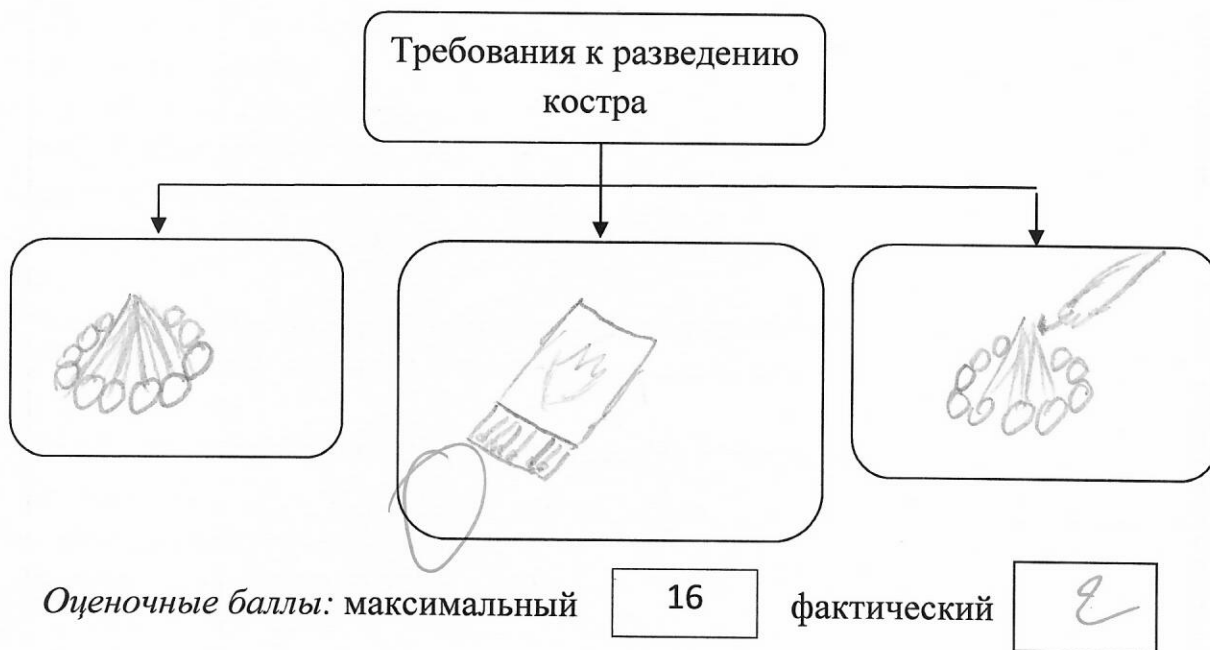 Требования к разведению
костра
Оценочные баллы: максимальный 16 фактический